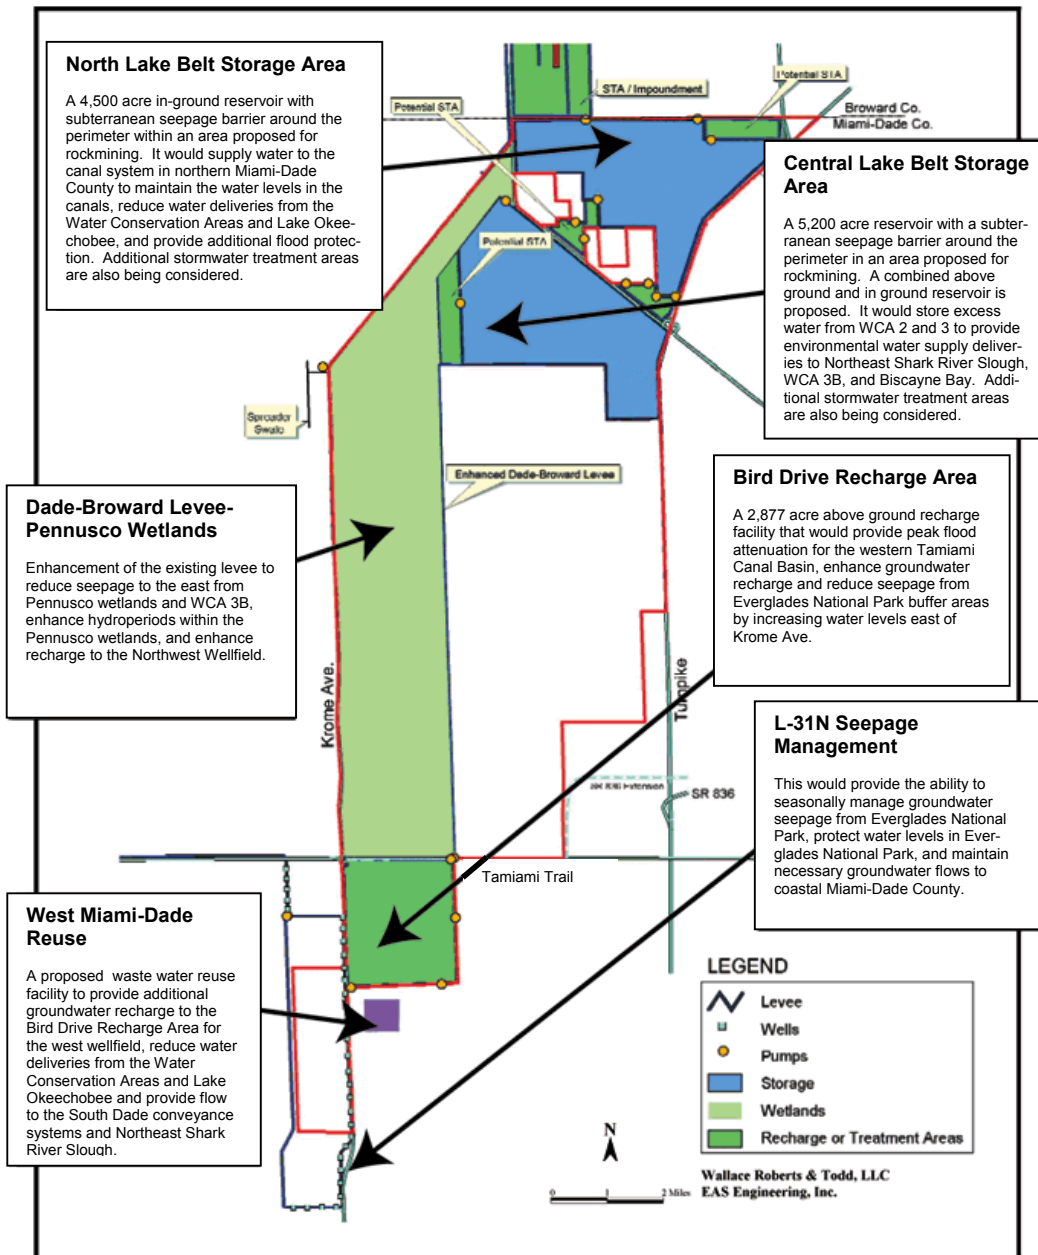 North Lake Belt Storage Area
A 4,500 acre in-ground reservoir with
subterranean seepage barrier around the
perimeter within an area proposed for
rockmining.  It would supply water to the
canal system in northern Miami-Dade
County to maintain the water levels in the
canals, reduce water deliveries from the
Water Conservation Areas and Lake Okee-
chobee, and provide additional flood protec-
tion.  Additional stormwater treatment areas
are also being considered.
Potential STA
STA / Impoundment
Potential STA
Broward Co.
Miami-Dade Co.
Central Lake Belt Storage
Area
A 5,200 acre reservoir with a subter-
ranean seepage barrier around the
perimeter in an area proposed for
rockmining.  A combined above
ground and in ground reservoir is
proposed.  It would store excess
water from WCA 2 and 3 to provide
environmental water supply deliver-
ies to Northeast Shark River Slough,
WCA 3B, and Biscayne Bay.  Addi-
tional stormwater treatment areas
are also being considered.
Potential STA
Spreader
Swale
Enhanced Dade-Broward Levee
Dade-Broward Levee-
Pennusco Wetlands
Enhancement of the existing levee to
reduce seepage to the east from
Pennusco wetlands and WCA 3B,
enhance hydroperiods within the
Pennusco wetlands, and enhance
recharge to the Northwest Wellfield.
Bird Drive Recharge Area
A 2,877 acre above ground recharge
facility that would provide peak flood
attenuation for the western Tamiami
Canal Basin, enhance groundwater
recharge and reduce seepage from
Everglades National Park buffer areas
by increasing water levels east of
Krome Ave.
Krome Ave.
Turnpike
SR 836 Extension
SR 836
Tamiami Trail
L-31N Seepage
Management
This would provide the ability to
seasonally manage groundwater
seepage from Everglades National
Park, protect water levels in Ever-
glades National Park, and maintain
necessary groundwater flows to
coastal Miami-Dade County.
West Miami-Dade
Reuse
A proposed  waste water reuse
facility to provide additional
groundwater recharge to the
Bird Drive Recharge Area for
the west wellfield, reduce water
deliveries from the Water
Conservation Areas and Lake
Okeechobee and provide flow
to the South Dade conveyance
systems and Northeast Shark
River Slough.
LEGEND
Levee
Wells
Pumps
Storage
Wetlands
Recharge or Treatment Areas
N
0 1 2 Miles
Wallace Roberts & Todd, LLC
EAS Engineering, Inc.